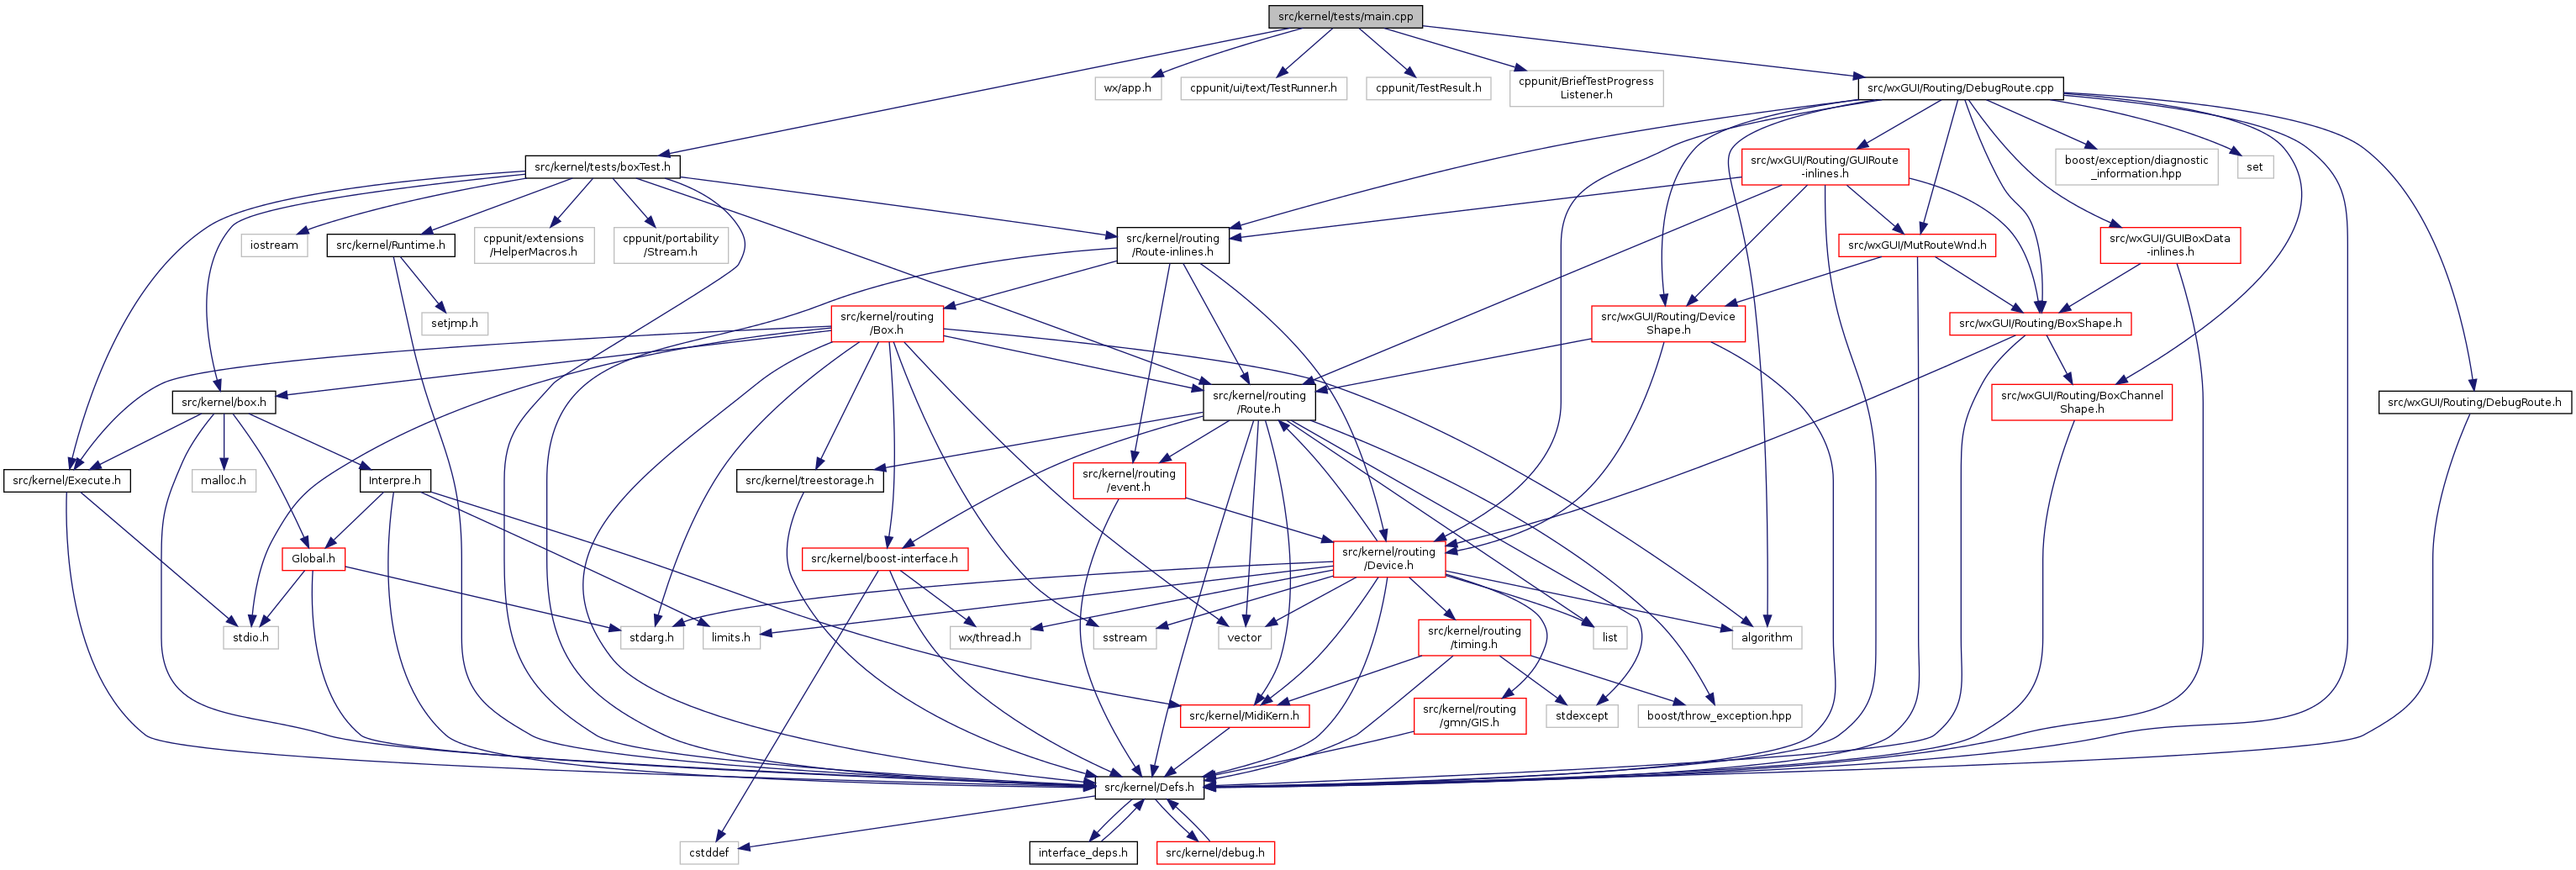 src/kernel/tests/main.cpp
wx/app.h
cppunit/ui/text/TestRunner.h
cppunit/TestResult.h
cppunit/BriefTestProgress
Listener.h
src/wxGUI/Routing/DebugRoute.cpp
src/kernel/tests/boxTest.h
src/wxGUI/Routing/GUIRoute
-inlines.h
boost/exception/diagnostic
_information.hpp
set
iostream
src/kernel/Runtime.h
cppunit/extensions
/HelperMacros.h
cppunit/portability
/Stream.h
src/kernel/routing
/Route-inlines.h
src/wxGUI/MutRouteWnd.h
src/wxGUI/GUIBoxData
-inlines.h
setjmp.h
src/kernel/routing
/Box.h
src/wxGUI/Routing/Device
Shape.h
src/wxGUI/Routing/BoxShape.h
src/kernel/box.h
src/kernel/routing
/Route.h
src/wxGUI/Routing/BoxChannel
Shape.h
src/wxGUI/Routing/DebugRoute.h
src/kernel/Execute.h
malloc.h
Interpre.h
src/kernel/treestorage.h
src/kernel/routing
/event.h
Global.h
src/kernel/boost-interface.h
src/kernel/routing
/Device.h
stdio.h
stdarg.h
limits.h
wx/thread.h
sstream
vector
src/kernel/routing
/timing.h
list
algorithm
src/kernel/MidiKern.h
src/kernel/routing
/gmn/GIS.h
stdexcept
boost/throw_exception.hpp
src/kernel/Defs.h
cstddef
interface_deps.h
src/kernel/debug.h